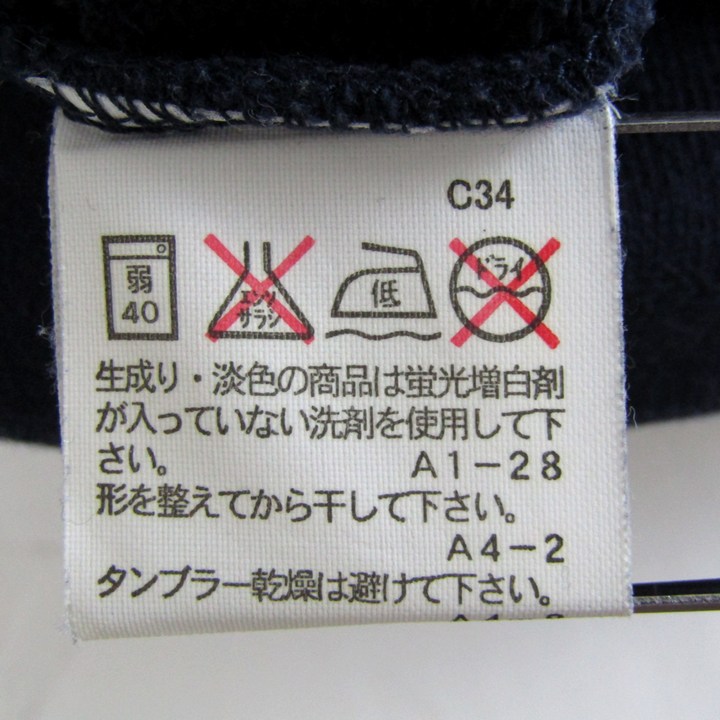 C34
弱
40
エンソ
サラシ
低
ドライ
生成り・淡色の商品は蛍光増白剤
が入っていない洗剤を使用して下
さい。 A1-28
形を整えてから干して下さい。
A4-2
タンブラー乾燥は避けて下さい。